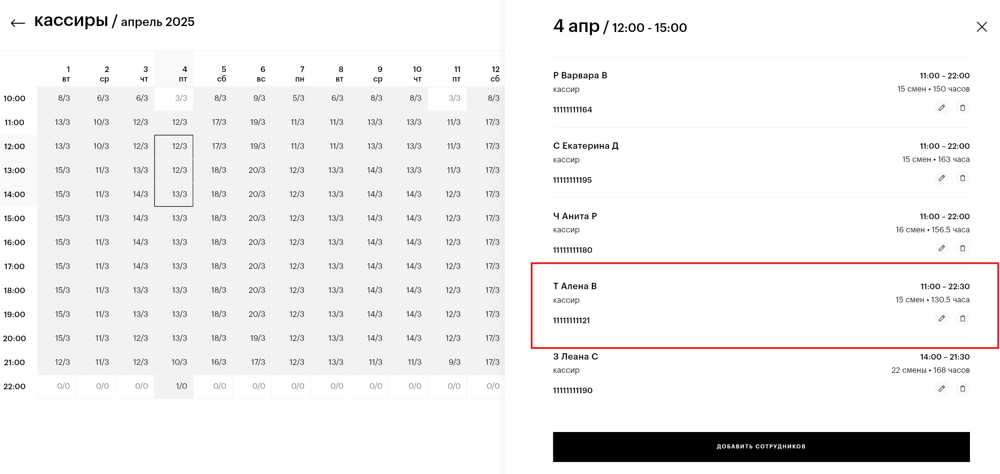 кассиры / апрель 2025
1 2 3 4 5 6 7 8 9 10 11 12
вт ср чт пт сб вс пн вт ср чт пт сб
10:00 8/3 6/3 6/3 3/3 8/3 9/3 5/3 6/3 8/3 8/3 3/3 8/3
11:00 13/3 10/3 12/3 12/3 17/3 19/3 11/3 11/3 13/3 13/3 11/3 17/3
12:00 13/3 10/3 12/3 12/3 17/3 19/3 11/3 11/3 13/3 13/3 11/3 17/3
13:00 15/3 11/3 13/3 12/3 18/3 20/3 12/3 13/3 14/3 13/3 11/3 17/3
14:00 15/3 11/3 14/3 13/3 18/3 20/3 12/3 13/3 14/3 14/3 12/3 17/3
15:00 15/3 11/3 14/3 13/3 18/3 20/3 12/3 13/3 14/3 14/3 12/3 17/3
16:00 15/3 11/3 14/3 13/3 18/3 20/3 12/3 13/3 14/3 14/3 12/3 17/3
17:00 15/3 11/3 14/3 13/3 18/3 20/3 12/3 13/3 14/3 14/3 12/3 17/3
18:00 15/3 11/3 13/3 13/3 18/3 20/3 12/3 13/3 14/3 14/3 12/3 17/3
19:00 15/3 11/3 13/3 13/3 18/3 20/3 12/3 13/3 14/3 14/3 12/3 17/3
20:00 15/3 11/3 12/3 13/3 18/3 19/3 12/3 13/3 14/3 14/3 12/3 17/3
21:00 12/3 11/3 12/3 10/3 16/3 17/3 12/3 13/3 11/3 11/3 9/3 17/3
22:00 0/0 0/0 0/0 1/0 0/0 0/0 0/0 0/0 0/0 0/0 0/0 0/0
4 апр / 12:00 - 15:00
Р Варвара В 11:00 – 22:00
кассир 15 смен • 150 часов
11111111164
С Екатерина Д 11:00 – 22:00
кассир 15 смен • 163 часа
11111111195
Ч Анита Р 11:00 – 22:00
кассир 16 смен • 156.5 часа
11111111180
Т Алена В 11:00 – 22:30
кассир 15 смен • 130.5 часа
11111111121
З Леана С 14:00 – 21:30
кассир 22 смены • 168 часов
11111111190
ДОБАВИТЬ СОТРУДНИКОВ